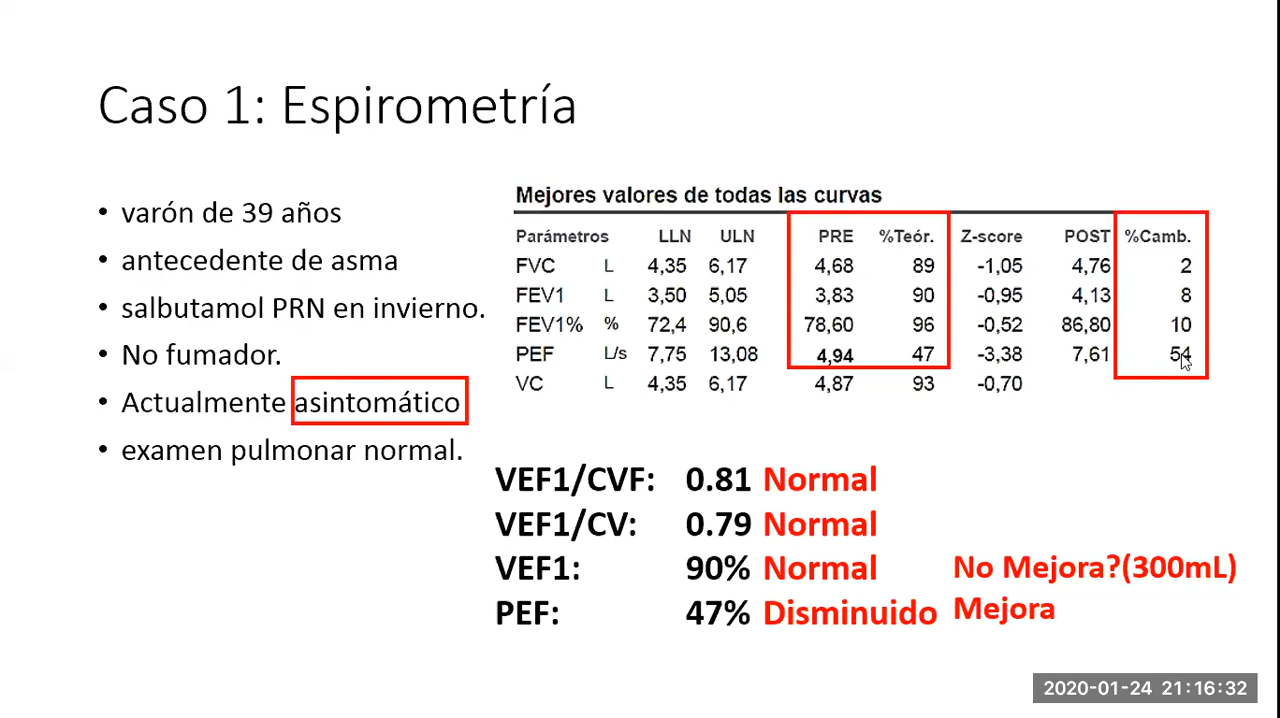 Caso 1: Espirometría
• varón de 39 años
• antecedente de asma
• salbutamol PRN en invierno.
• No fumador.
• Actualmente asintomático
• examen pulmonar normal.
Mejores valores de todas las curvas
Parámetros LLN ULN PRE %Teór. Z-score POST %Camb.
FVC L 4,35 6,17 4,68 89 -1,05 4,76 2
FEV1 L 3,50 5,05 3,83 90 -0,95 4,13 8
FEV1% % 72,4 90,6 78,60 96 -0,52 86,80 10
PEF L/s 7,75 13,08 4,94 47 -3,38 7,61 54
VC L 4,35 6,17 4,87 93 -0,70
VEF1/CVF: 0.81 Normal
VEF1/CV: 0.79 Normal
VEF1: 90% Normal No Mejora?(300mL)
PEF: 47% Disminuido Mejora
2020-01-24 21:16:32